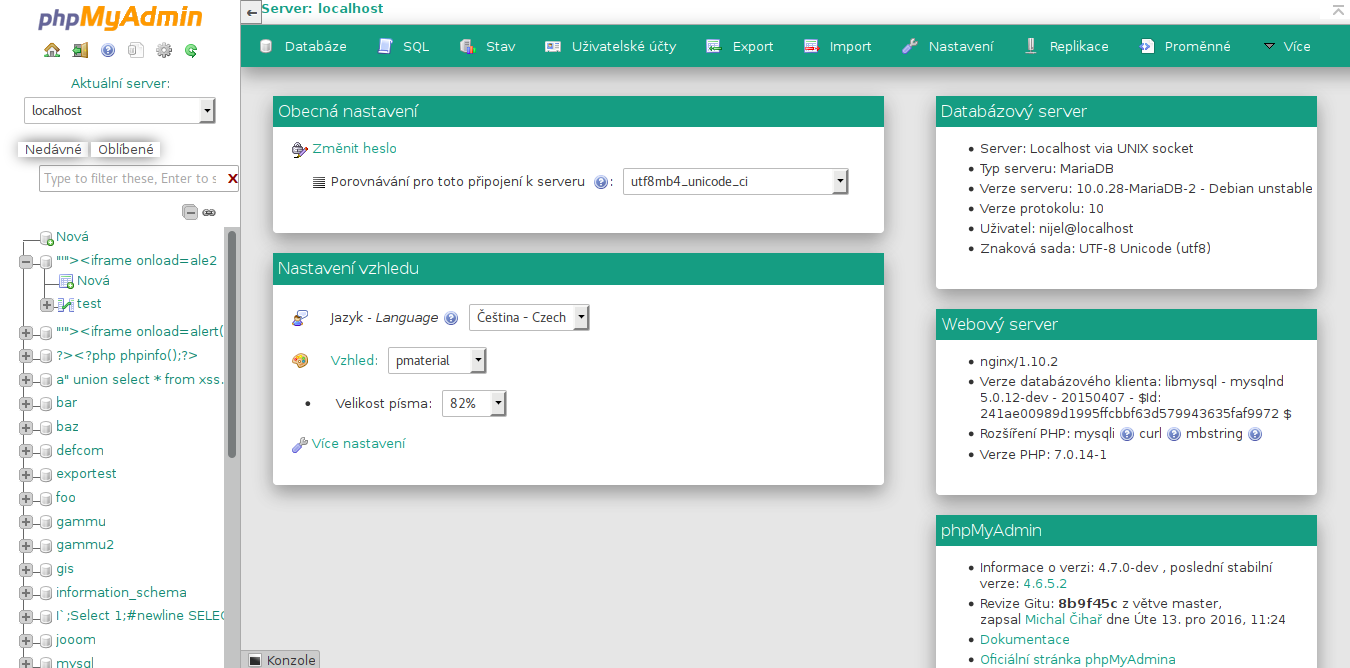 phpMyAdmin
Aktuální server:
localhost
Nedávné
Oblíbené
Type to filter these, Enter to s
X
Nová
"'"><iframe onload=ale2
Nová
test
"'"><iframe onload=alert(
?><?php phpinfo();?>
a" union select * from xss.
bar
baz
defcom
exportest
foo
gammu
gammu2
gis
information_schema
I`;Select 1;#newline SELEC
jooom
mysql
Server: localhost
Databáze
SQL
Stav
Uživatelské účty
Export
Import
Nastavení
Replikace
Proměnné
Více
Obecná nastavení
Změnit heslo
Porovnávání pro toto připojení k serveru : utf8mb4_unicode_ci
Nastavení vzhledu
Jazyk - Language Čeština - Czech
Vzhled: pmaterial
• Velikost písma: 82%
Více nastavení
Databázový server
• Server: Localhost via UNIX socket
• Typ serveru: MariaDB
• Verze serveru: 10.0.28-MariaDB-2 - Debian unstable
• Verze protokolu: 10
• Uživatel: nijel@localhost
• Znaková sada: UTF-8 Unicode (utf8)
Webový server
• nginx/1.10.2
• Verze databázového klienta: libmysql - mysqlnd
5.0.12-dev - 20150407 - $Id:
241ae00989d1995ffcbbf63d579943635faf9972 $
• Rozšíření PHP: mysqli curl mbstring
• Verze PHP: 7.0.14-1
phpMyAdmin
• Informace o verzi: 4.7.0-dev , poslední stabilní
verze: 4.6.5.2
• Revize Gitu: 8b9f45c z větve master,
zapsal Michal Čihař dne Úte 13. pro 2016, 11:24
• Dokumentace
• Oficiální stránka phpMyAdmina
Konzole